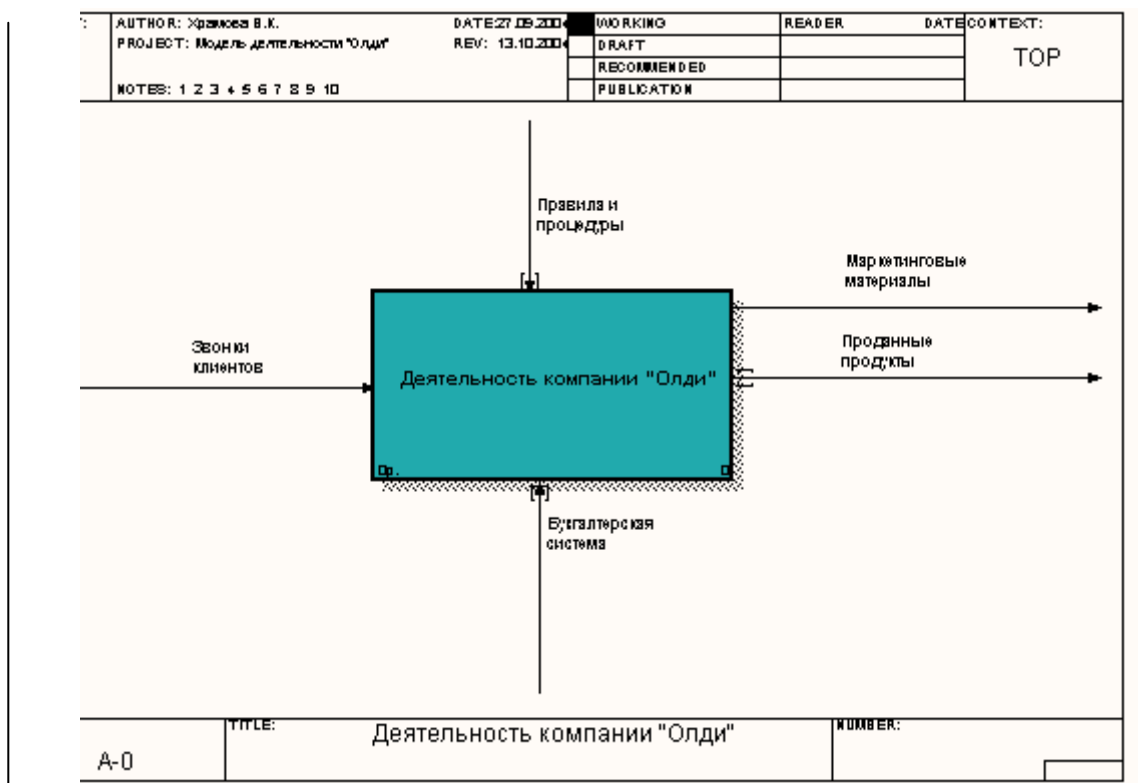 AUTHOR: Храмова В.К. DATE:27.09.200
WORKING
READER DATE
CONTEXT:
PROJECT: Модель деятельности "Олди" REV: 13.10.200
DRAFT
TOP
RECOMMENDED
NOTES: 1 2 3 4 5 6 7 8 9 10
PUBLICATION
Правила и
процедуры
Маркетинговые
материалы
Звонки
клиентов
Проданные
продукты
Деятельность компании "Олди"
0р.
0
Бухгалтерская
система
TITLE:
Деятельность компании "Олди"
NUMBER:
A-0